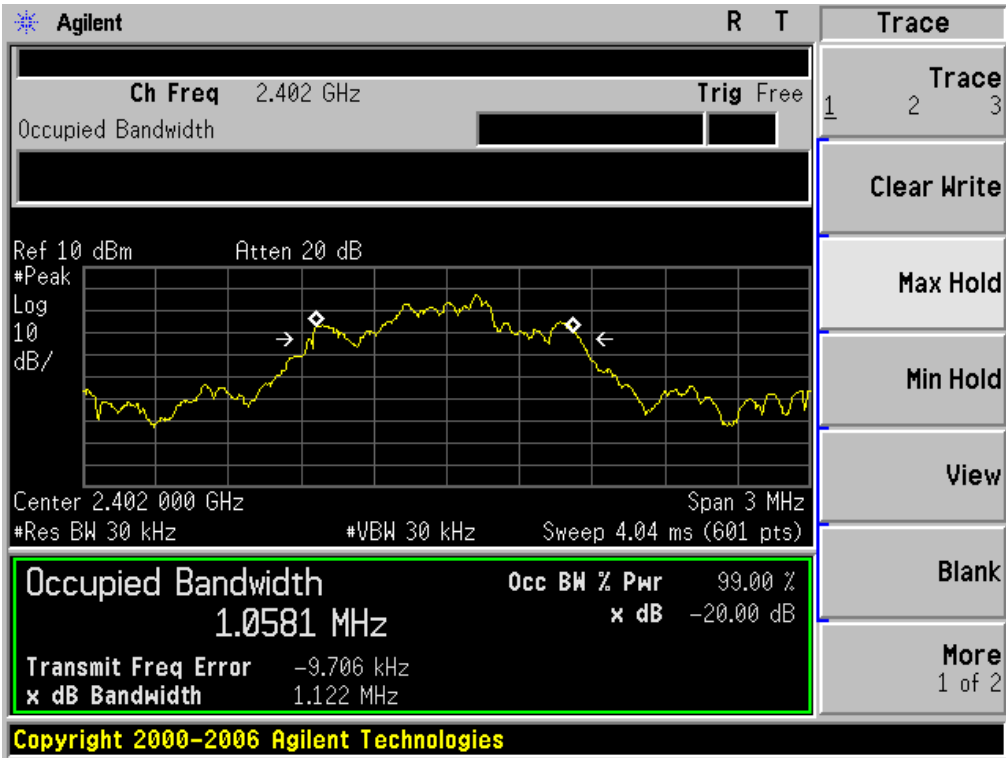 Agilent R T
Ch Freq 2.402 GHz Trig Free
Occupied Bandwidth
Ref 10 dBm Atten 20 dB
#Peak
Log
10
dB/
Center 2.402 000 GHz Span 3 MHz
#Res BW 30 kHz #VBW 30 kHz Sweep 4.04 ms (601 pts)
Occupied Bandwidth Occ BW % Pwr 99.00 %
1.0581 MHz x dB -20.00 dB
Transmit Freq Error -9.706 kHz
x dB Bandwidth 1.122 MHz
Copyright 2000-2006 Agilent Technologies
Trace
Trace
1 2 3
Clear Write
Max Hold
Min Hold
View
Blank
More
1 of 2